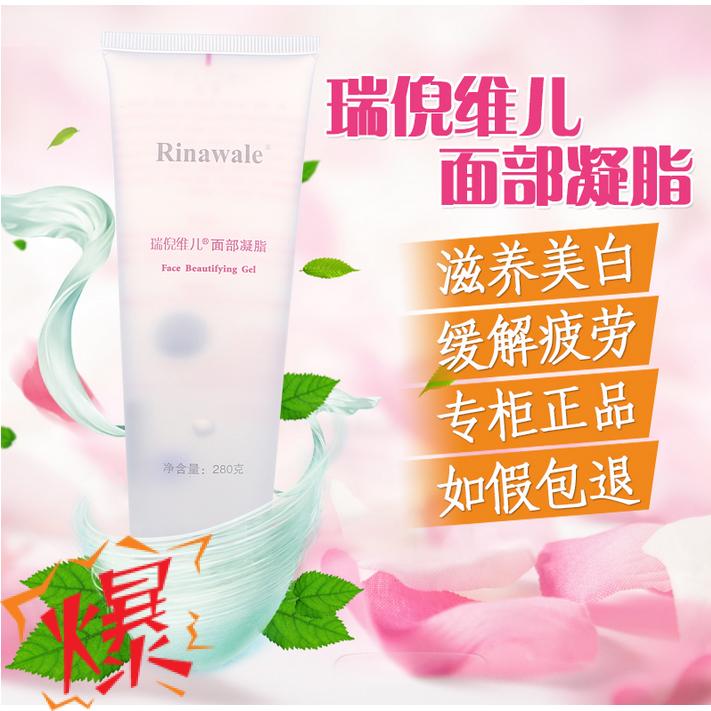 瑞倪维儿
面部凝脂
Rinawale®
瑞倪维儿®面部凝脂
Face Beautifying Gel
净含量：280克
滋养美白
缓解疲劳
专柜正品
如假包退
爆